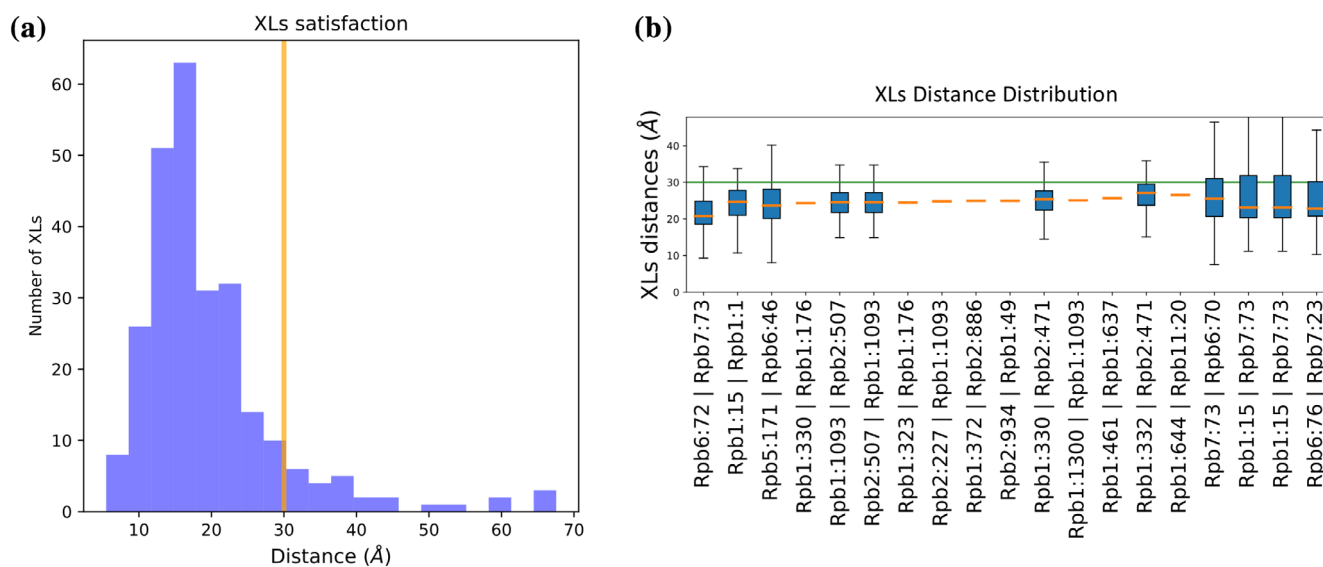 (a)
XLs satisfaction
Number of XLs
60
50
40
30
20
10
0
10
20
30
40
50
60
70
Distance (Å)
(b)
XLs Distance Distribution
XLs distances (Å)
40
30
20
10
0
Rpb6:72 | Rpb7:73
Rpb1:15 | Rpb1:1
Rpb5:171 | Rpb6:46
Rpb1:330 | Rpb1:176
Rpb1:1093 | Rpb2:507
Rpb2:507 | Rpb1:1093
Rpb1:323 | Rpb1:176
Rpb2:227 | Rpb1:1093
Rpb1:372 | Rpb2:886
Rpb2:934 | Rpb1:49
Rpb1:330 | Rpb2:471
Rpb1:1300 | Rpb1:1093
Rpb1:461 | Rpb1:637
Rpb1:332 | Rpb2:471
Rpb1:644 | Rpb11:20
Rpb7:73 | Rpb6:70
Rpb1:15 | Rpb7:73
Rpb1:15 | Rpb7:73
Rpb6:76 | Rpb7:23